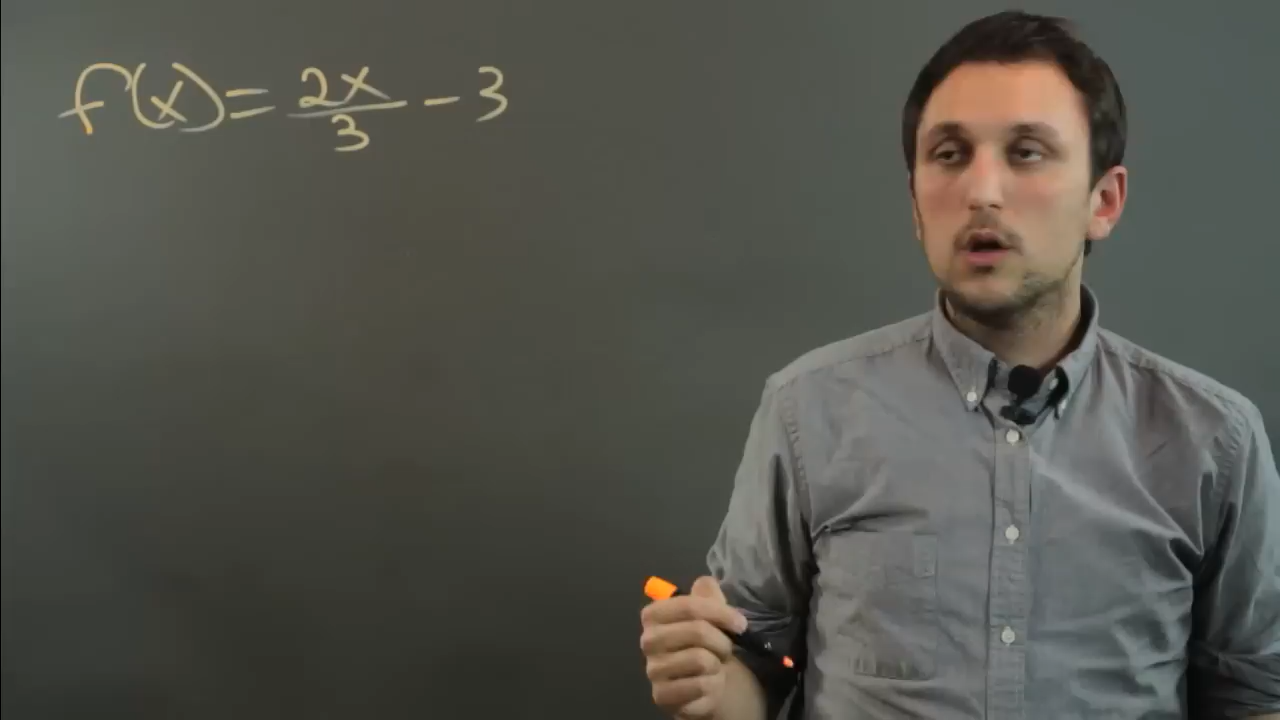 f(x) = 2x/3 - 3